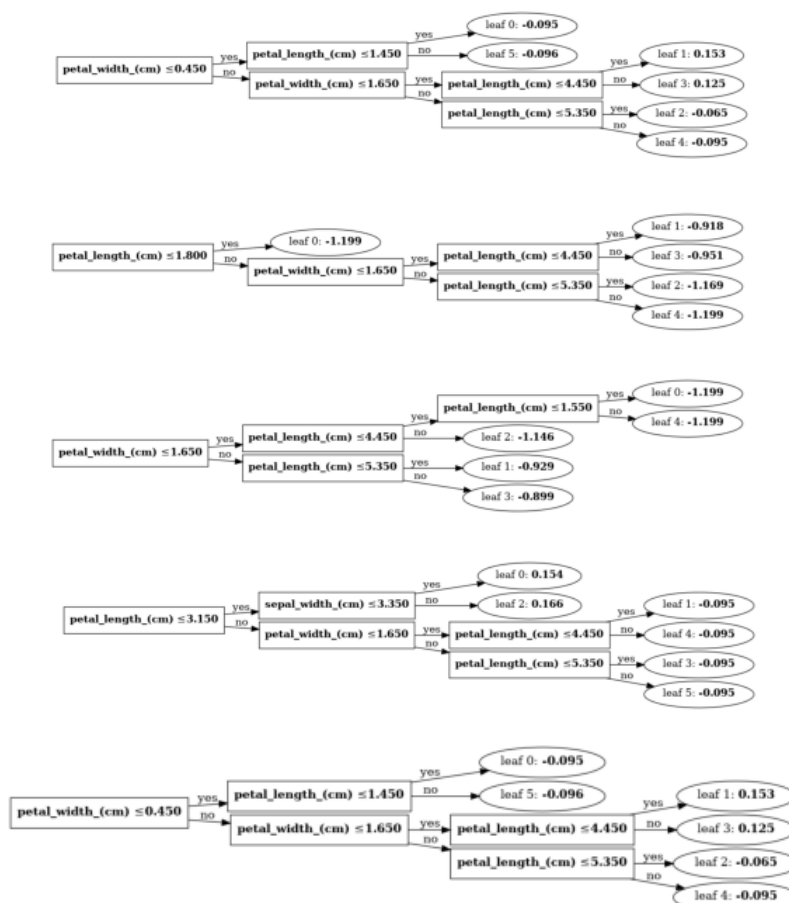 leaf 0: -0.095
petal_length_(cm) ≤1.450
yes
no
leaf 5: -0.096
petal_width_(cm) ≤0.450
yes
no
petal_width_(cm) ≤1.650
yes
no
petal_length_(cm) ≤4.450
yes
no
leaf 1: 0.153
leaf 3: 0.125
petal_length_(cm) ≤5.350
yes
no
leaf 2: -0.065
leaf 4: -0.095
petal_length_(cm) ≤1.800
yes
no
leaf 0: -1.199
petal_width_(cm) ≤1.650
yes
no
petal_length_(cm) ≤4.450
yes
no
leaf 1: -0.918
leaf 3: -0.951
petal_length_(cm) ≤5.350
yes
no
leaf 2: -1.169
leaf 4: -1.199
petal_width_(cm) ≤1.650
yes
no
petal_length_(cm) ≤4.450
yes
no
petal_length_(cm) ≤1.550
yes
no
leaf 0: -1.199
leaf 4: -1.199
leaf 2: -1.146
petal_length_(cm) ≤5.350
yes
no
leaf 1: -0.929
leaf 3: -0.899
petal_length_(cm) ≤3.150
yes
no
sepal_width_(cm) ≤3.350
yes
no
leaf 0: 0.154
leaf 2: 0.166
petal_width_(cm) ≤1.650
yes
no
petal_length_(cm) ≤4.450
yes
no
leaf 1: -0.095
leaf 4: -0.095
petal_length_(cm) ≤5.350
yes
no
leaf 3: -0.095
leaf 5: -0.095
petal_width_(cm) ≤0.450
yes
no
petal_length_(cm) ≤1.450
yes
no
leaf 0: -0.095
leaf 5: -0.096
petal_width_(cm) ≤1.650
yes
no
petal_length_(cm) ≤4.450
yes
no
leaf 1: 0.153
leaf 3: 0.125
petal_length_(cm) ≤5.350
yes
no
leaf 2: -0.065
leaf 4: -0.095